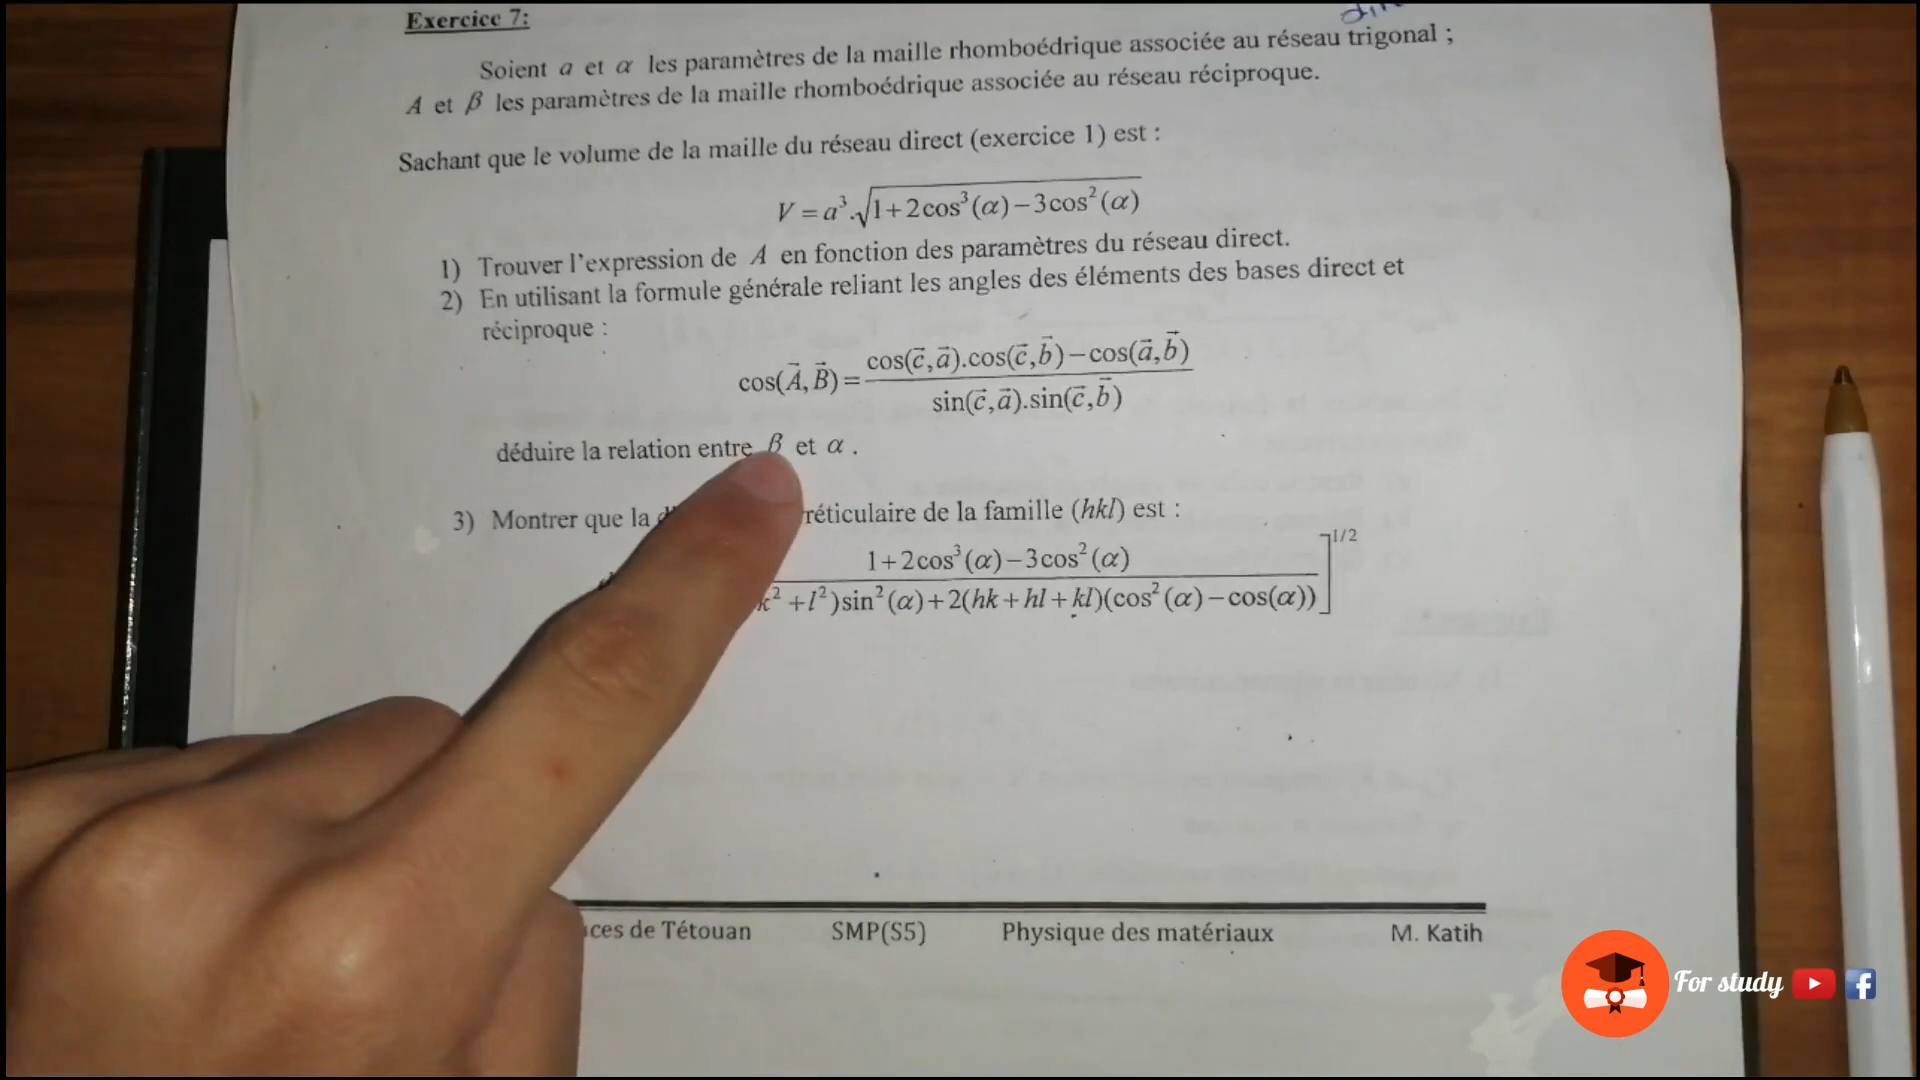 Exercice 7:
Soient a et α les paramètres de la maille rhomboédrique associée au réseau trigonal ;
A et β les paramètres de la maille rhomboédrique associée au réseau réciproque.
Sachant que le volume de la maille du réseau direct (exercice 1) est :
V = a³.√(1+2cos³(α)−3cos²(α))
1) Trouver l'expression de A en fonction des paramètres du réseau direct.
2) En utilisant la formule générale reliant les angles des éléments des bases direct et
réciproque :
cos(A⃗,B⃗) = (cos(c⃗,a⃗).cos(c⃗,b⃗)−cos(a⃗,b⃗)) / (sin(c⃗,a⃗).sin(c⃗,b⃗))
déduire la relation entre β et α .
3) Montrer que la réticulaire de la famille (hkl) est :
1+2cos³(α)−3cos²(α) ]1/2
² +l²)sin²(α)+2(hk+hl+kl)(cos²(α)−cos(α))
ces de Tétouan SMP(S5) Physique des matériaux M. Katih
For study